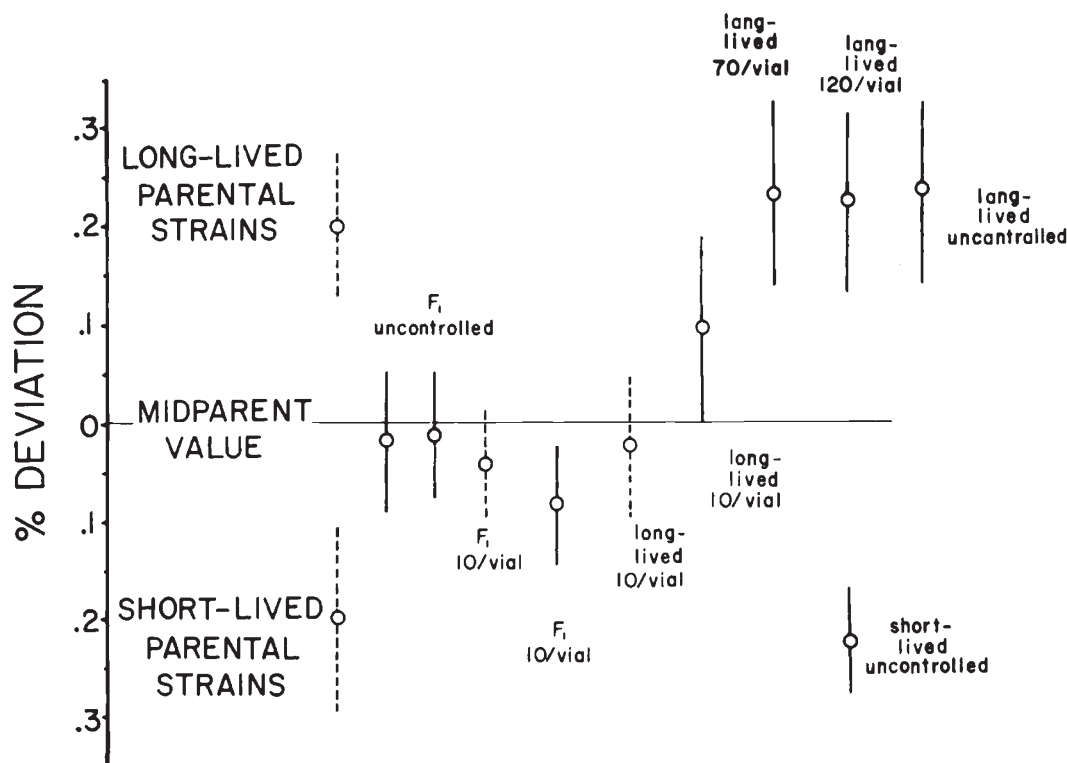 % DEVIATION
.3
.2
.1
0
.1
.2
.3
LONG-LIVED
PARENTAL
STRAINS
MIDPARENT
VALUE
SHORT-LIVED
PARENTAL
STRAINS
F₁
uncontrolled
F₁
10/vial
F₁
10/vial
long-
lived
10/vial
long-
lived
10/vial
lang-
lived
70/vial
lang-
lived
120/vial
lang-
lived
uncantralled
short-
lived
uncontrolled